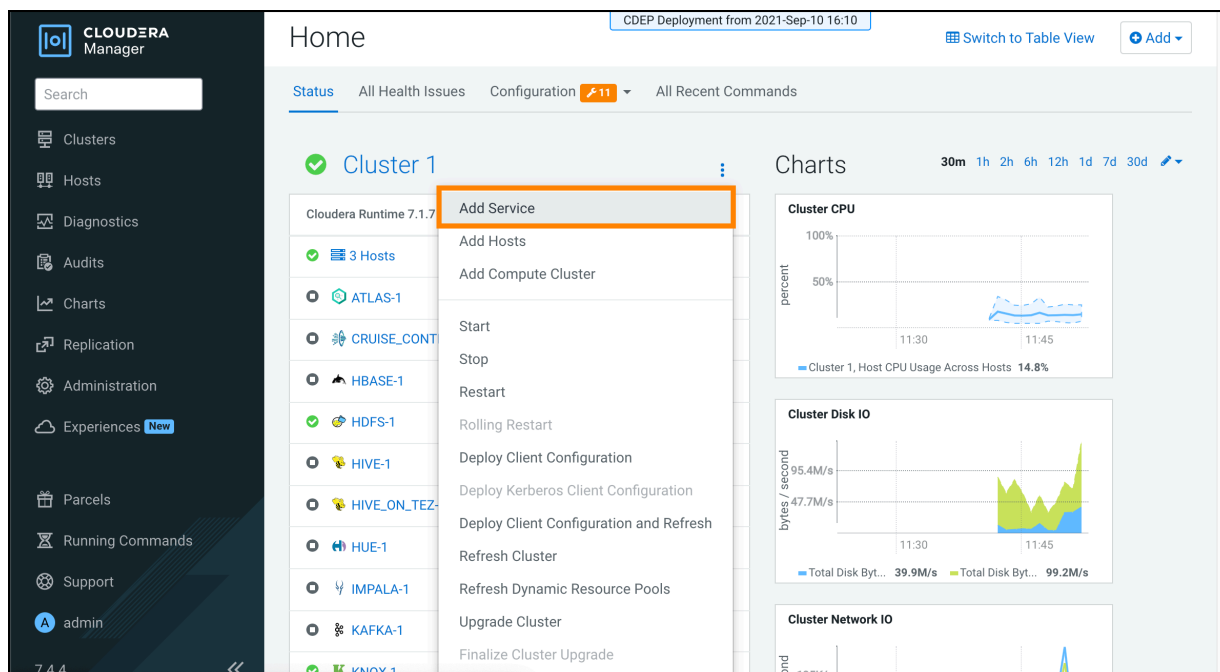 CLOUDERA
Manager
Search
Clusters
Hosts
Diagnostics
Audits
Charts
Replication
Administration
Experiences New
Parcels
Running Commands
Support
A admin
7.4.4
CDEP Deployment from 2021-Sep-10 16:10
Home
Switch to Table View
Add
Status All Health Issues Configuration 11 All Recent Commands
Cluster 1
Cloudera Runtime 7.1.7
3 Hosts
ATLAS-1
HBASE-1
HDFS-1
HIVE-1
HIVE_ON_TEZ-
HUE-1
IMPALA-1
KAFKA-1
KNOX-1
Add Service
Add Hosts
Add Compute Cluster
Start
Stop
Restart
Rolling Restart
Deploy Client Configuration
Deploy Kerberos Client Configuration
Deploy Client Configuration and Refresh
Refresh Cluster
Refresh Dynamic Resource Pools
Upgrade Cluster
Finalize Cluster Upgrade
Charts
30m 1h 2h 6h 12h 1d 7d 30d
Cluster CPU
percent
100%
50%
11:30 11:45
Cluster 1, Host CPU Usage Across Hosts 14.8%
Cluster Disk IO
bytes / second
95.4M/s
47.7M/s
11:30 11:45
Total Disk Byt... 39.9M/s Total Disk Byt... 99.2M/s
Cluster Network IO